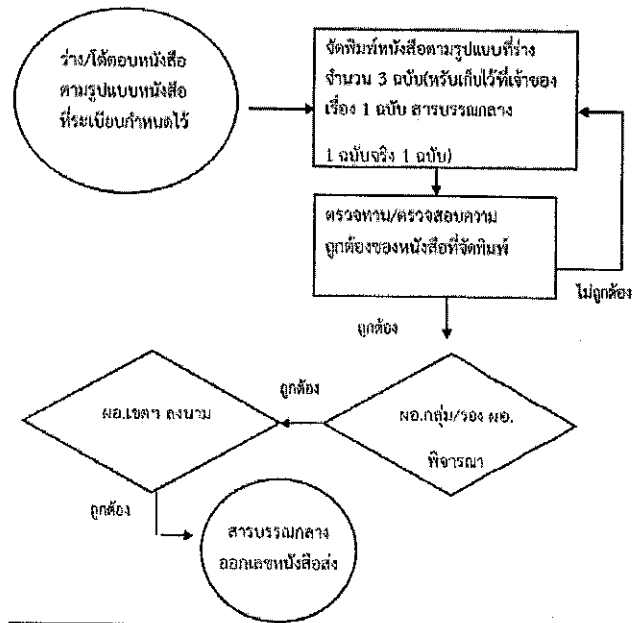 ร่าง/โต้ตอบหนังสือ
ตามรูปแบบหนังสือ
ที่ระเบียบกำหนดไว้
จัดพิมพ์หนังสือตามรูปแบบที่ร่าง
จำนวน 3 ฉบับ(หรับเก็บไว้ที่เจ้าของ
เรื่อง 1 ฉบับ สารบรรณกลาง
1 ฉบับจริง 1 ฉบับ)
ตรวจทาน/ตรวจสอบความ
ถูกต้องของหนังสือที่จัดพิมพ์
ไม่ถูกต้อง
ถูกต้อง
ผอ.กลุ่ม/รอง ผอ.
พิจารณา
ถูกต้อง
ผอ.เขตฯ ลงนาม
ถูกต้อง
สารบรรณกลาง
ออกเลขหนังสือส่ง